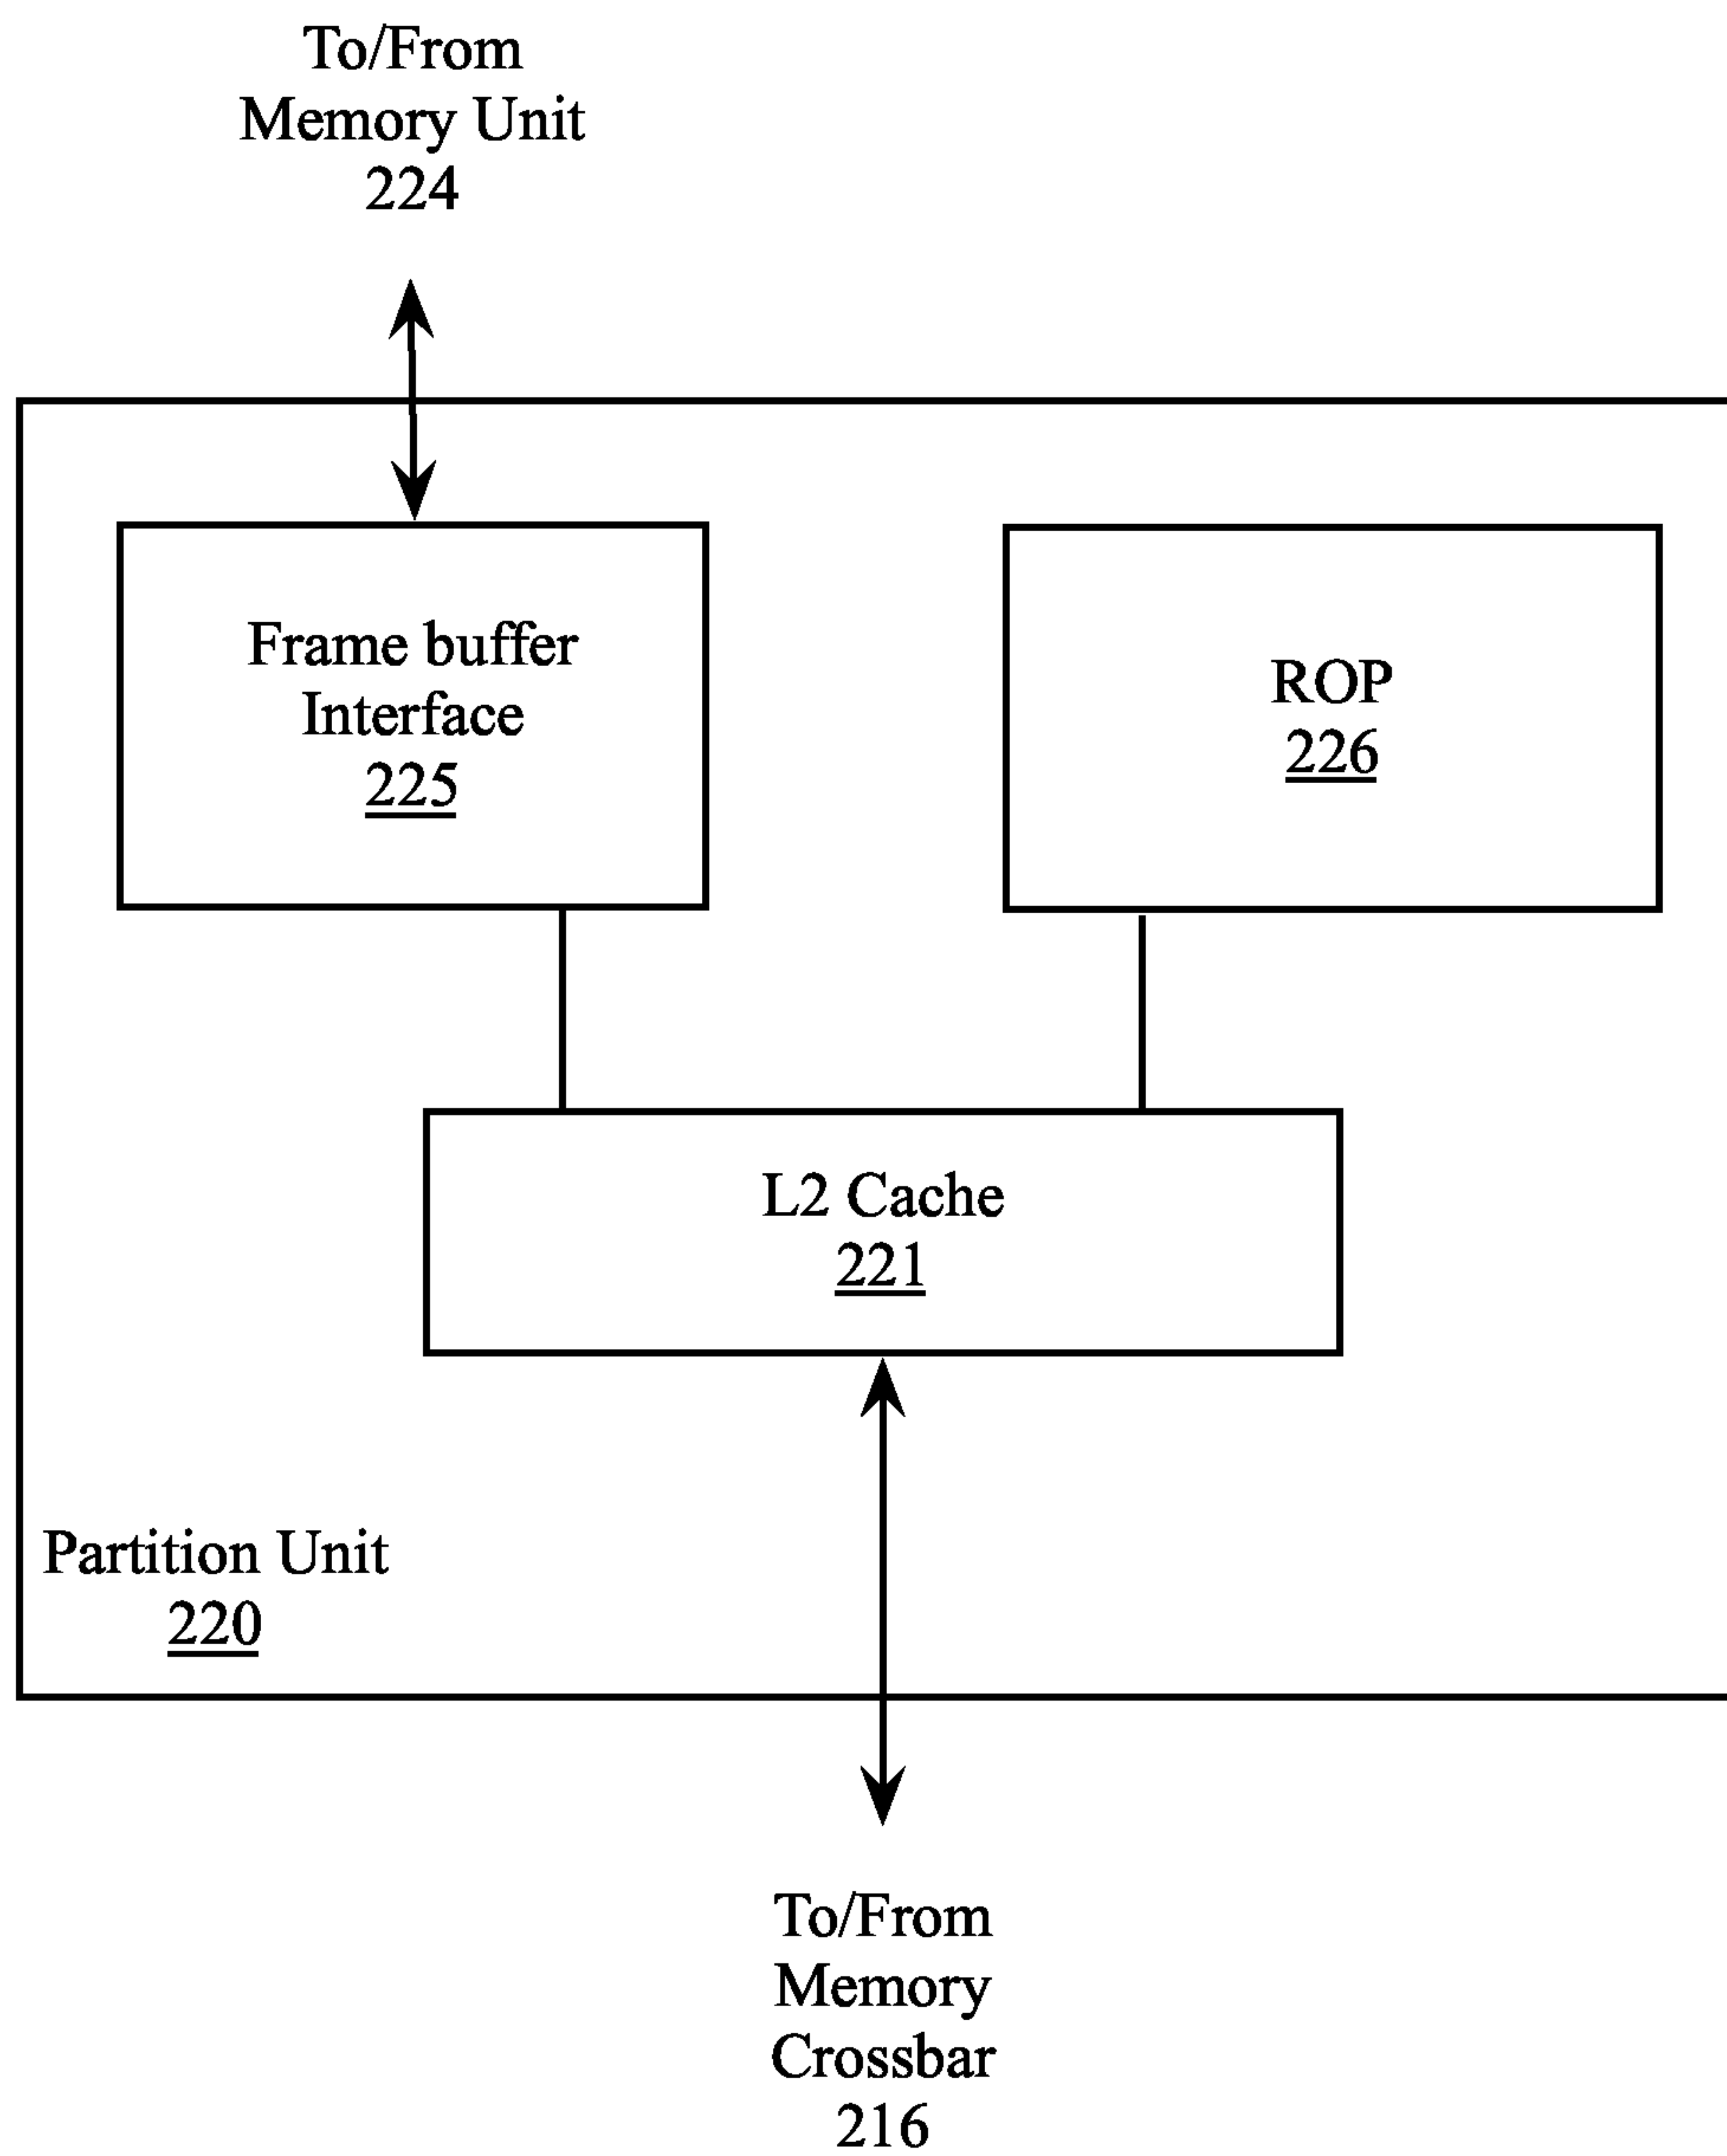 To/From
Memory Unit
224
Frame buffer
Interface
225
ROP
226
L2 Cache
221
Partition Unit
220
To/From
Memory
Crossbar
216